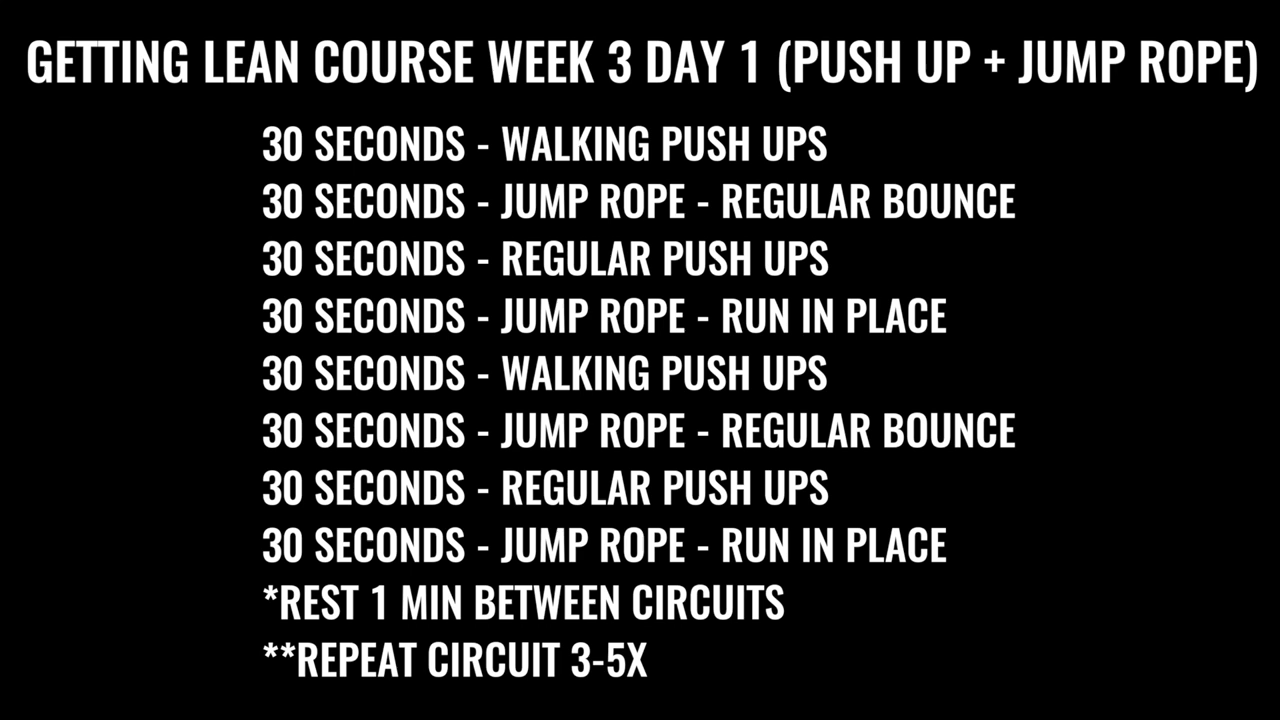 GETTING LEAN COURSE WEEK 3 DAY 1 (PUSH UP + JUMP ROPE)
30 SECONDS - WALKING PUSH UPS
30 SECONDS - JUMP ROPE - REGULAR BOUNCE
30 SECONDS - REGULAR PUSH UPS
30 SECONDS - JUMP ROPE - RUN IN PLACE
30 SECONDS - WALKING PUSH UPS
30 SECONDS - JUMP ROPE - REGULAR BOUNCE
30 SECONDS - REGULAR PUSH UPS
30 SECONDS - JUMP ROPE - RUN IN PLACE
*REST 1 MIN BETWEEN CIRCUITS
**REPEAT CIRCUIT 3-5X